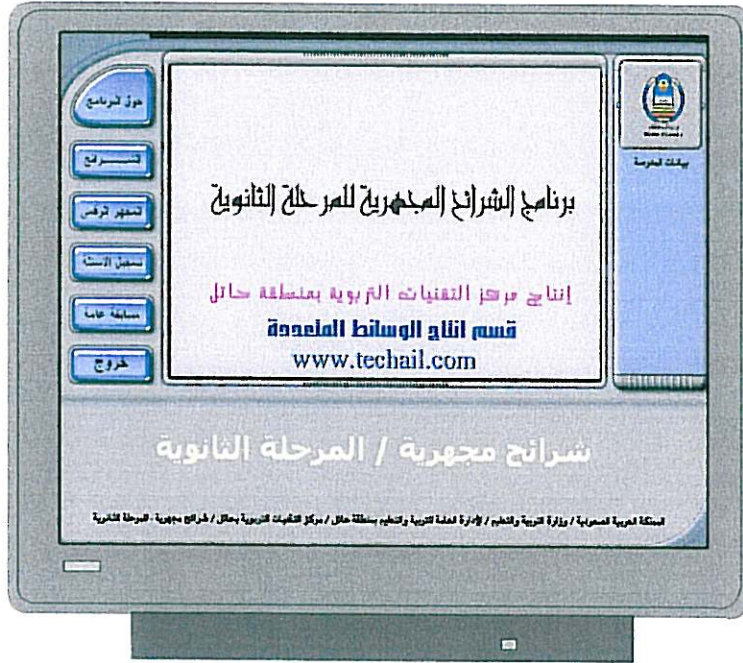 حول البرنامج
الشـــرائح
المجهر الرقمي
تسجيل الاسئلة
مسابقة عامة
خروج
بيانات المدرسة
برنامج الشرائح المجهرية للمرحلة الثانوية
إنتاج مركز التقنيات التربوية بمنطقة حائل
قسم انتاج الوسائط المتعددة
www.techail.com
شرائح مجهرية / المرحلة الثانوية
المملكة العربية السعودية / وزارة التربية والتعليم / الإدارة العامة للتربية والتعليم بمنطقة حائل / مركز التقنيات التربوية بحائل / شرائح مجهرية - المرحلة الثانوية